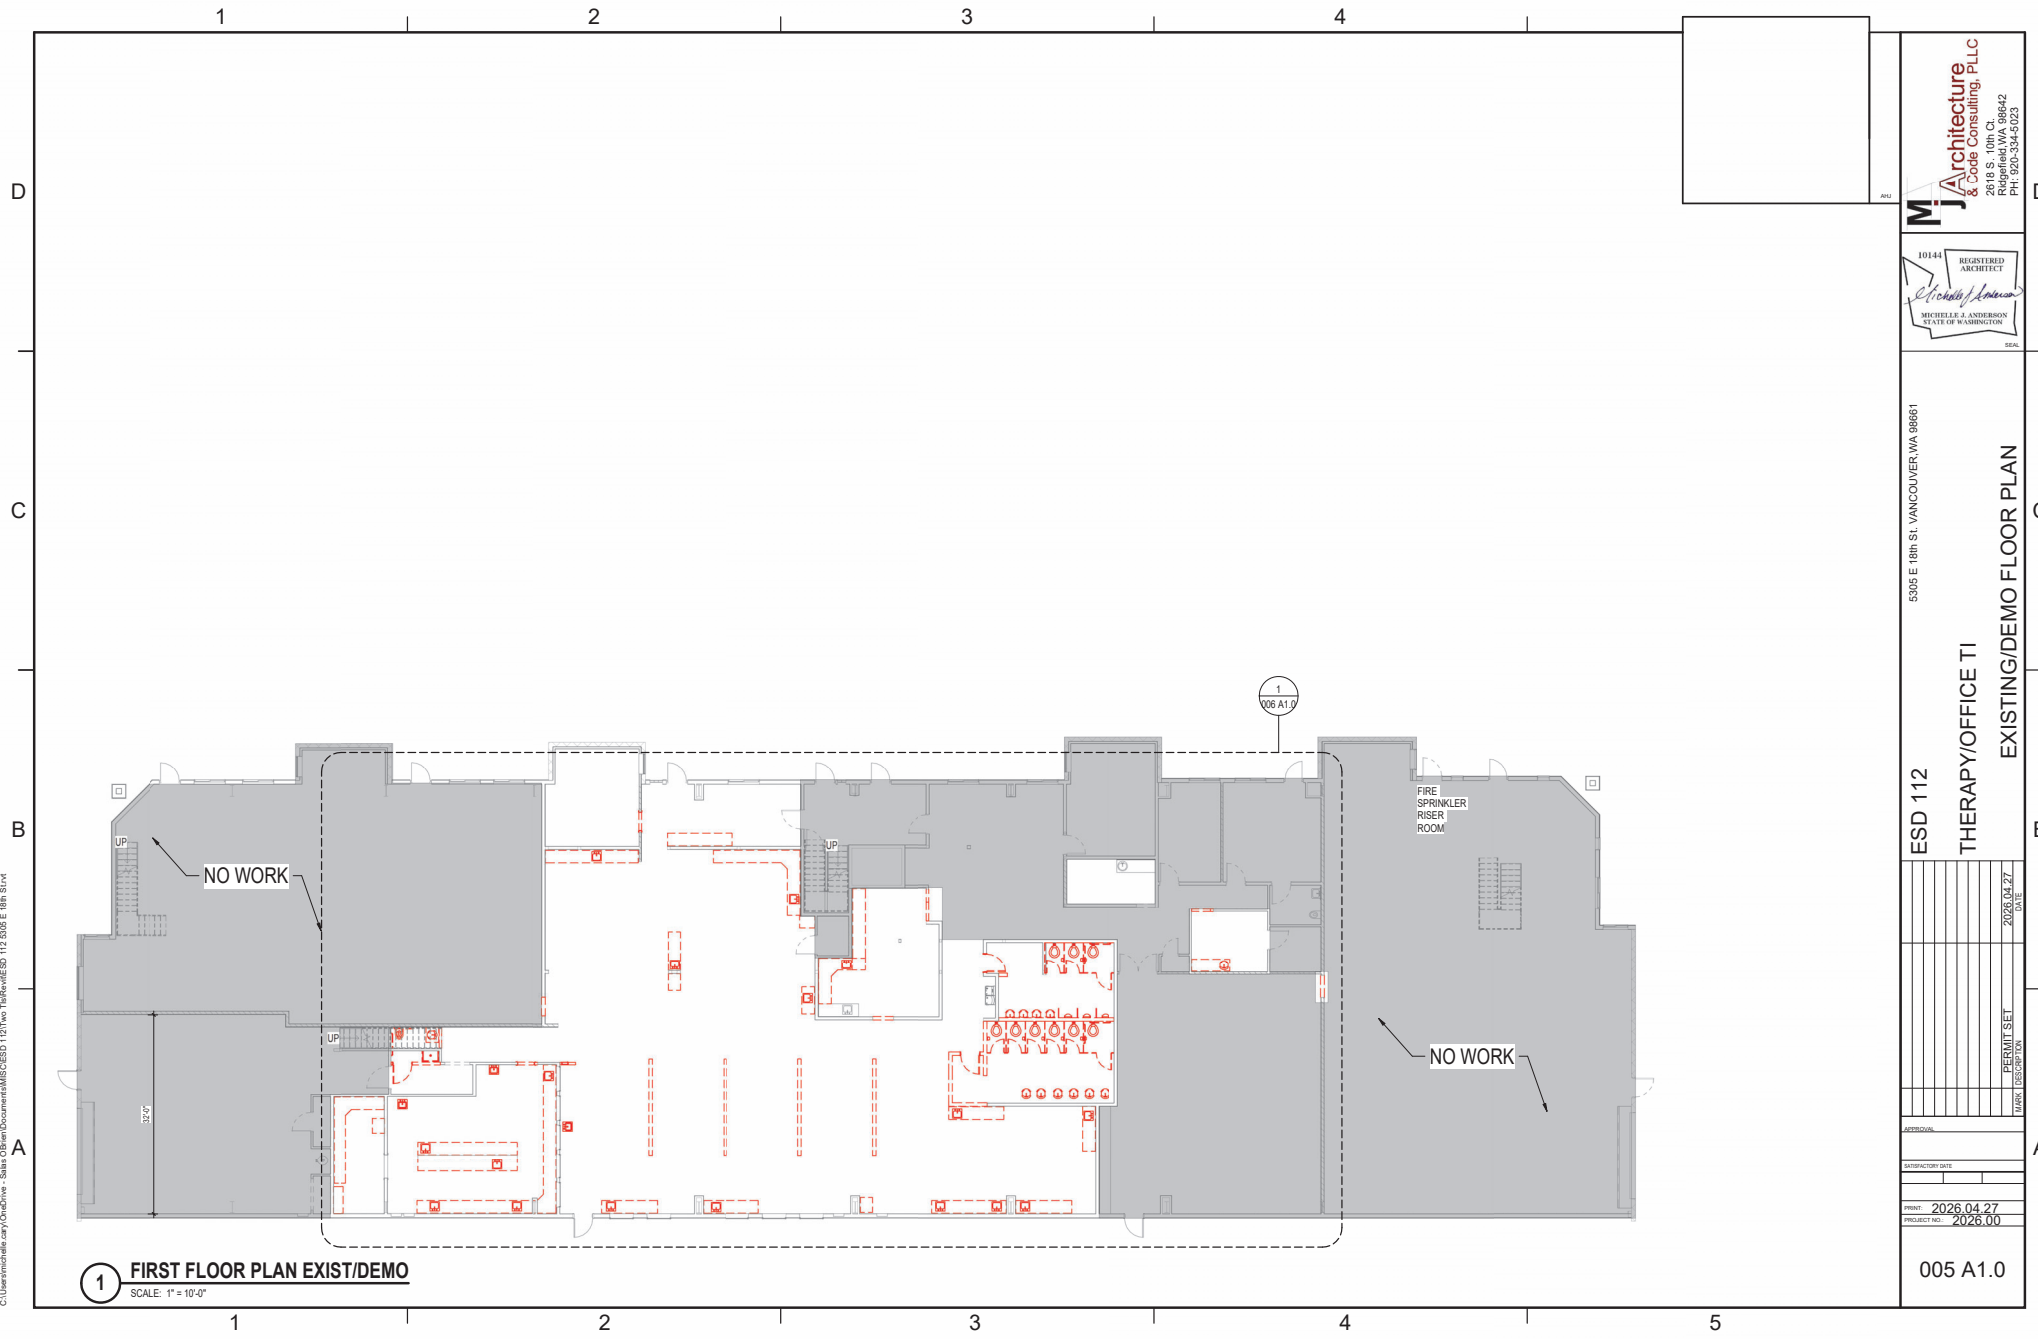 1
2
3
4
D
C
B
A
D
AHJ
MJ Architecture
& Code Consulting, PLLC
2618 S. 10th Ct.
Ridgefield,WA 98642
PH: 920-334-5023
10144
REGISTERED
ARCHITECT
Michelle J Anderson
MICHELLE J. ANDERSON
STATE OF WASHINGTON
SEAL
5305 E 18th St. VANCOUVER,WA 98661
ESD 112
THERAPY/OFFICE TI
EXISTING/DEMO FLOOR PLAN
1
006 A1.0
UP
NO WORK
UP
FIRE
SPRINKLER
RISER
ROOM
UP
NO WORK
32'-0"
2026.04.27
DATE
PERMIT SET
MARK
DESCRIPTION
APPROVAL
SATISFACTORY DATE
PRINT: 2026.04.27
PROJECT NO.: 2026.00
005 A1.0
1
FIRST FLOOR PLAN EXIST/DEMO
SCALE: 1" = 10'-0"
1
2
3
4
5